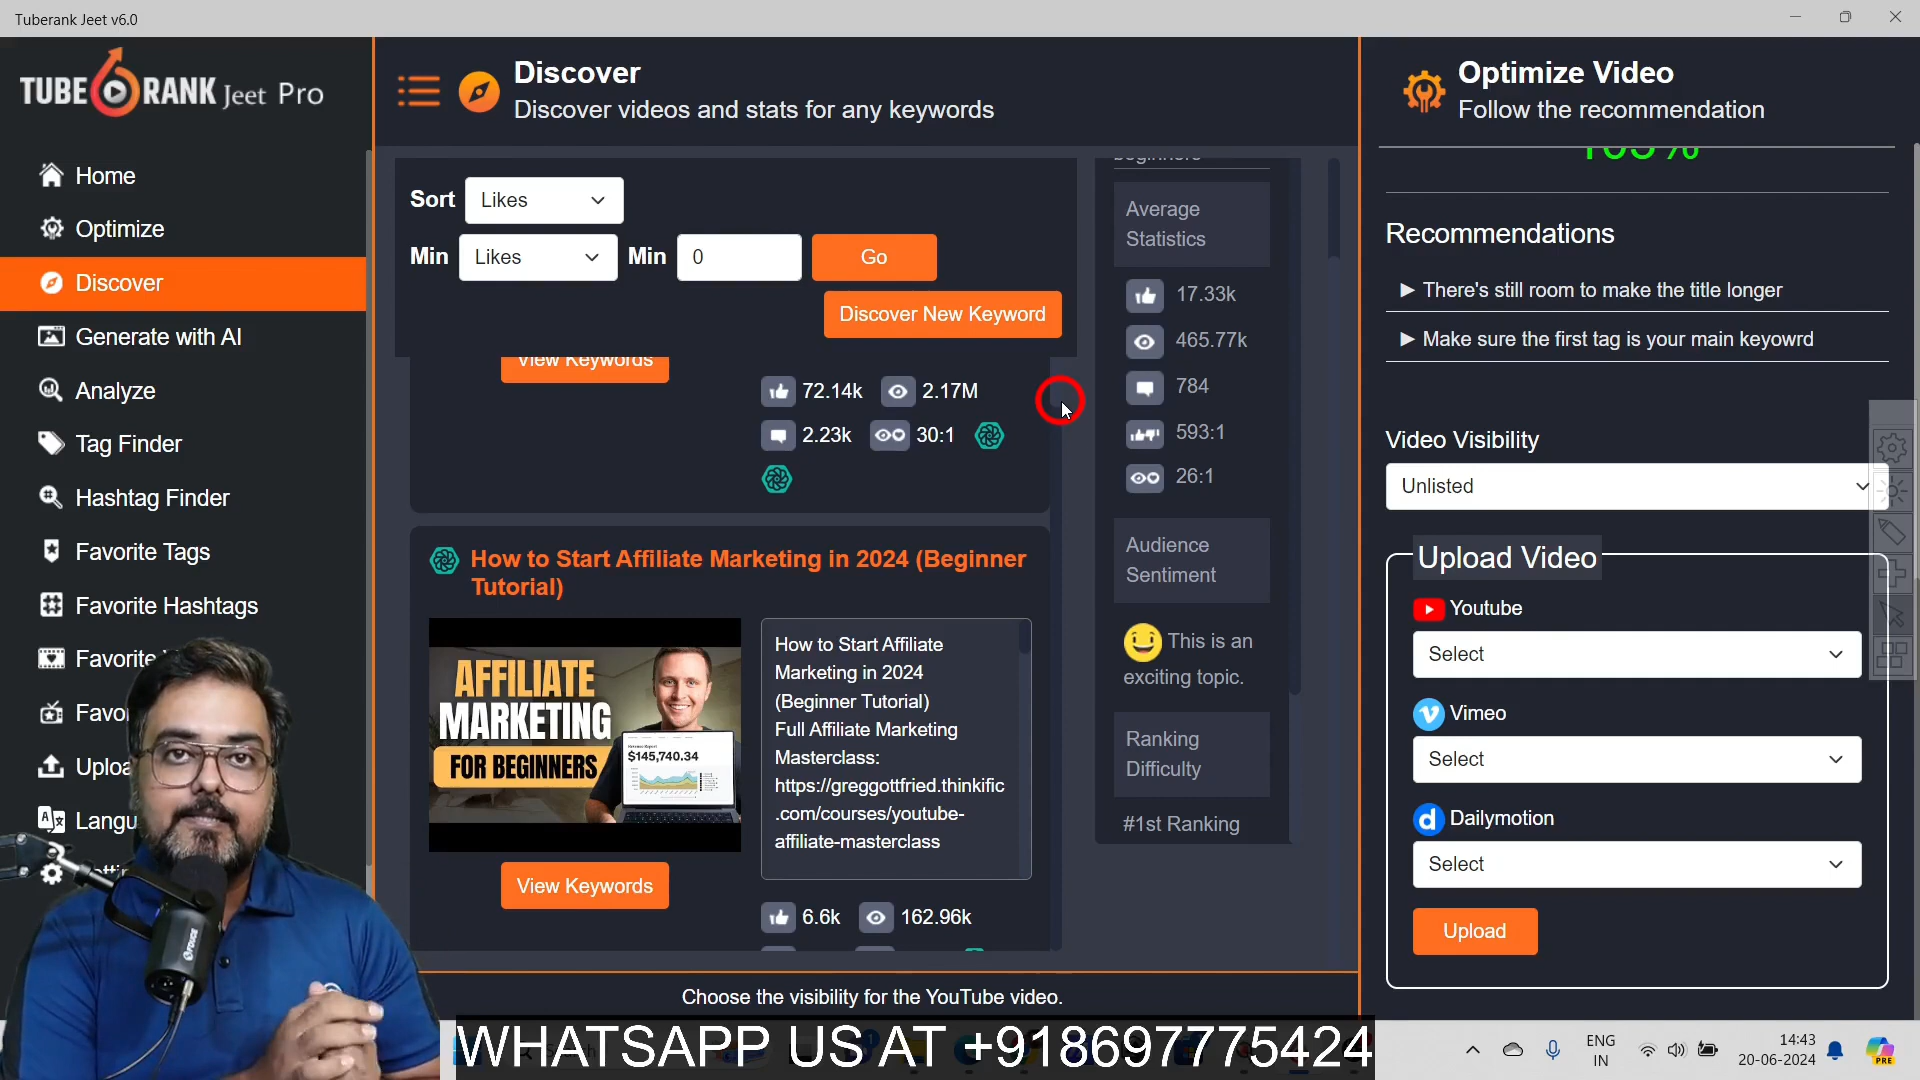 Tuberank Jeet v6.0
TUBE RANK Jeet Pro
Home
Optimize
Discover
Generate with AI
Analyze
Tag Finder
Hashtag Finder
Favorite Tags
Favorite Hashtags
Favorite
Discover
Discover videos and stats for any keywords
Sort Likes
Min Likes Min 0 Go
Discover New Keyword
View Keywords
72.14k 2.17M
2.23k 30:1
How to Start Affiliate Marketing in 2024 (Beginner
Tutorial)
AFFILIATE
MARKETING
FOR BEGINNERS
$145,740.34
How to Start Affiliate
Marketing in 2024
(Beginner Tutorial)
Full Affiliate Marketing
Masterclass:
https://greggottfried.thinkific
.com/courses/youtube-
affiliate-masterclass
View Keywords
6.6k 162.96k
beginners
Average
Statistics
17.33k
465.77k
784
593:1
26:1
Audience
Sentiment
This is an
exciting topic.
Ranking
Difficulty
#1st Ranking
Choose the visibility for the YouTube video.
Optimize Video
Follow the recommendation
Recommendations
There's still room to make the title longer
Make sure the first tag is your main keyowrd
Video Visibility
Unlisted
Upload Video
Youtube
Select
Vimeo
Select
Dailymotion
Select
Upload
WHATSAPP US AT +918697775424
ENG
IN
14:43
20-06-2024
PRE